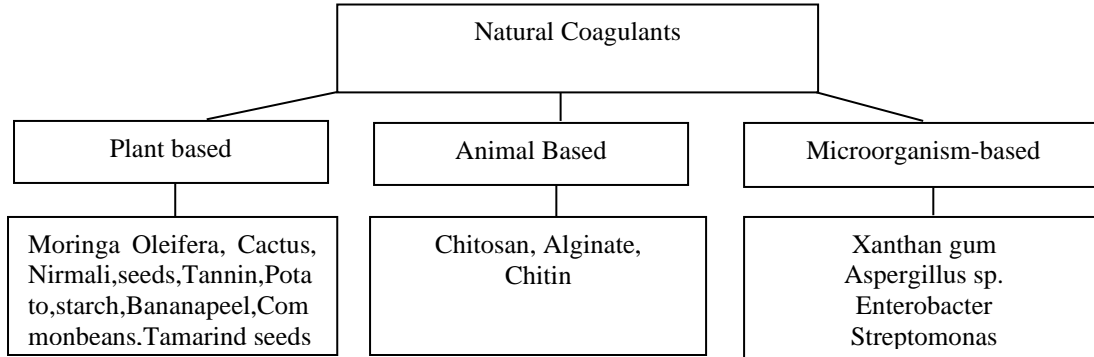 Natural Coagulants
Plant based
Animal Based
Microorganism-based
Moringa Oleifera, Cactus,
Nirmali,seeds,Tannin,Pota
to,starch,Bananapeel,Com
monbeans.Tamarind seeds
Chitosan, Alginate,
Chitin
Xanthan gum
Aspergillus sp.
Enterobacter
Streptomonas